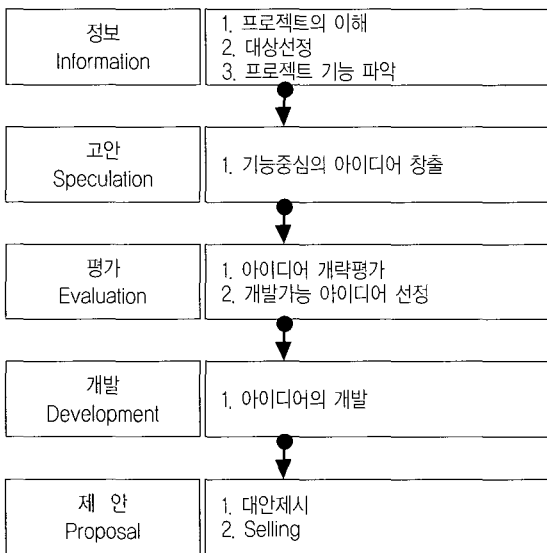 정보
Information
1. 프로젝트의 이해
2. 대상선정
3. 프로젝트 기능 파악
고안
Speculation
1. 기능중심의 아이디어 창출
평가
Evaluation
1. 아이디어 개략평가
2. 개발가능 아이디어 선정
개발
Development
1. 아이디어의 개발
제 안
Proposal
1. 대안제시
2. Selling